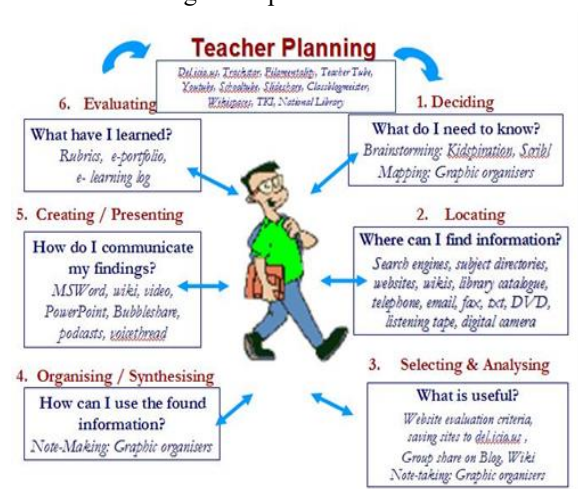 Teacher Planning
Del.icio.us, Trackstar, Filamentality, Teacher Tube,
Youtube, Schooltube, Slideshare, Classblogmeister,
Wikispaces, TKI, National Library
1. Deciding
What do I need to know?
Brainstorming: Kidspiration, Scribl
Mapping: Graphic organisers
2. Locating
Where can I find information?
Search engines, subject directories,
websites, wikis, library catalogue,
telephone, email, fax, txt, DVD,
listening tape, digital camera
3. Selecting & Analysing
What is useful?
Website evaluation criteria,
saving sites to del.icio.us ,
Group share on Blog, Wiki
Note-taking: Graphic organisers
4. Organising / Synthesising
How can I use the found
information?
Note-Making: Graphic organisers
5. Creating / Presenting
How do I communicate
my findings?
MSWord, wiki, video,
PowerPoint, Bubbleshare,
podcasts, voicethread
6. Evaluating
What have I learned?
Rubrics, e-portfolio,
e- learning log